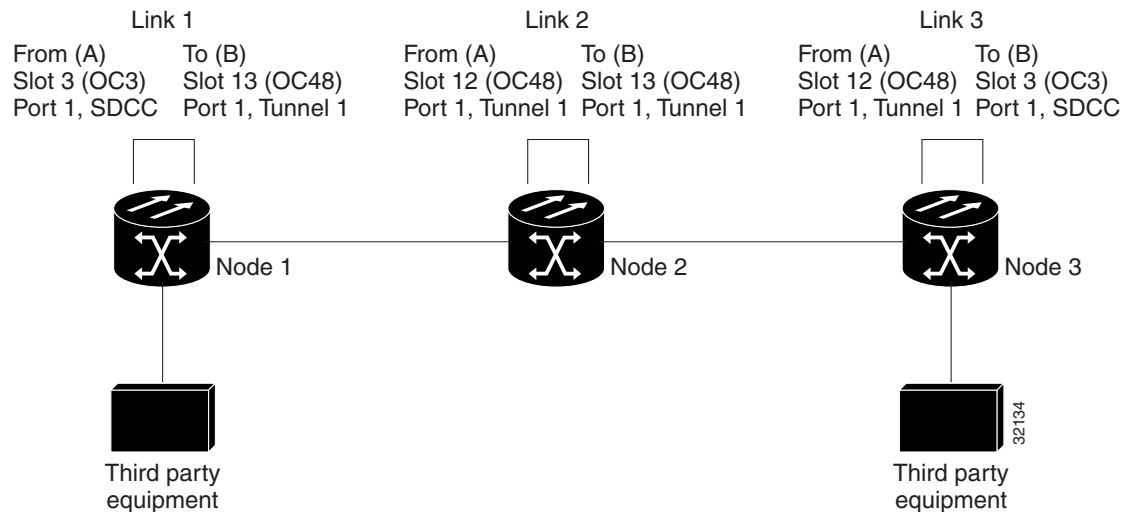 Link 1
From (A)
Slot 3 (OC3)
Port 1, SDCC
To (B)
Slot 13 (OC48)
Port 1, Tunnel 1
Link 2
From (A)
Slot 12 (OC48)
Port 1, Tunnel 1
To (B)
Slot 13 (OC48)
Port 1, Tunnel 1
Link 3
From (A)
Slot 12 (OC48)
Port 1, Tunnel 1
To (B)
Slot 3 (OC3)
Port 1, SDCC
Node 1
Node 2
Node 3
Third party
equipment
Third party
equipment
32134